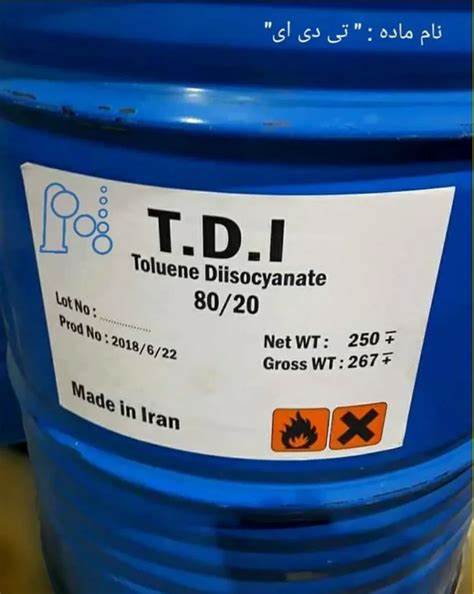 نام ماده : " تی دی ای"
T.D.I
Toluene Diisocyanate
80/20
Lot No : ..............
Prod No : 2018/6/22
Net WT : 250 ∓
Gross WT : 267 ∓
Made in Iran